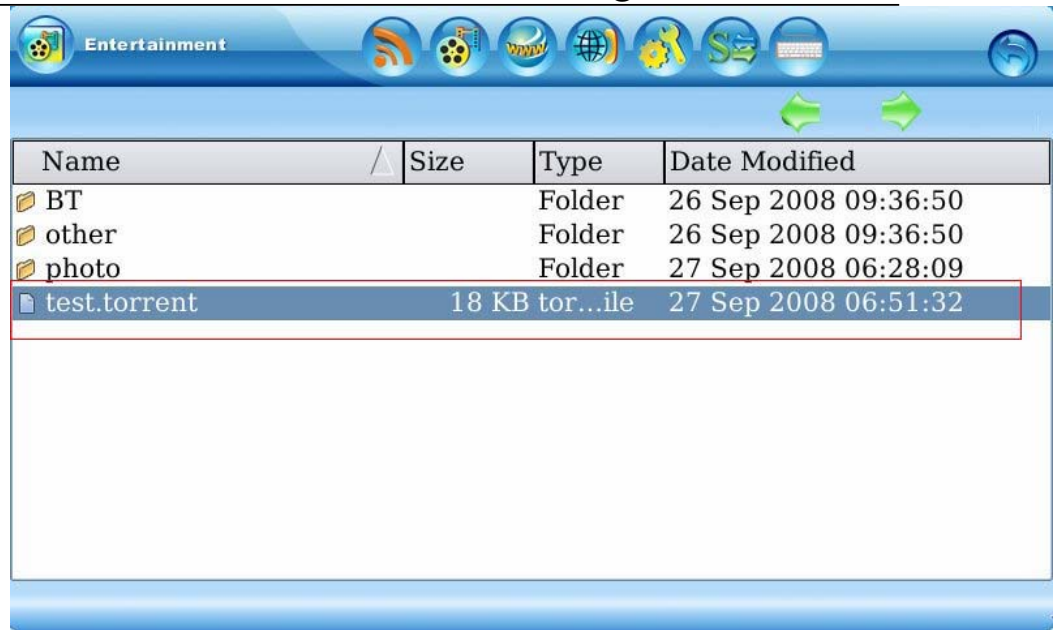 Entertainment
www
S
Name Size Type Date Modified
BT Folder 26 Sep 2008 09:36:50
other Folder 26 Sep 2008 09:36:50
photo Folder 27 Sep 2008 06:28:09
test.torrent 18 KB tor...ile 27 Sep 2008 06:51:32